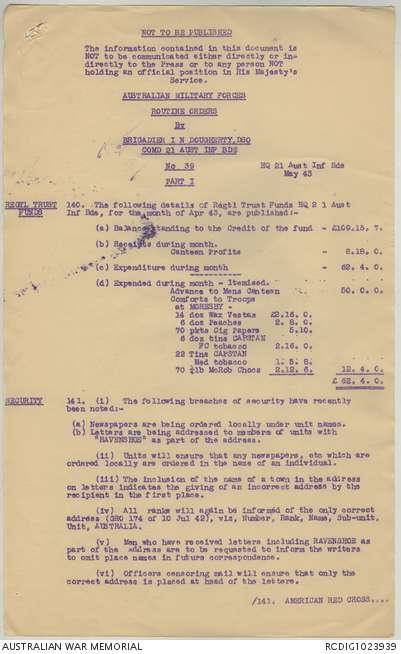 NOT TO BE PUBLISHED
The information contained in this document is
NOT to be communicated either directly or in-
directly to the Press or to any person NOT
holding an official position in His Majesty's
Service.
AUSTRALIAN MILITARY FORCES
ROUTINE ORDERS
By
BRIGADIER I N DOUGHERTY, DSO
COMD 21 AUST INF BDE
No 39 HQ 21 Aust Inf Bde
May 43
PART I
REGTL TRUST FUNDS 140. The following details of Regtl Trust Funds HQ 2 1 Aust
Inf Bde, for the month of Apr 43, are published:-
(a) Balance standing to the Credit of the fund - £109.15. 7.
(b) Receipts during month.
Canteen Profits - 8.18. 0.
(c) Expenditure during month - 62. 4. 0.
(d) Expended during month - Itemised.
Advance to Mens Canteen 50. 0. 0.
Comforts to Troops
at MORESBY -
14 doz Wax Vestas £2.16. 0.
6 doz Peaches 2. 8. 0.
70 pkts Cig Papers 5.10.
6 doz tins CAPSTAN
FC tobacco 2.16. 0.
22 Tins CAPSTAN
Med tobacco 1. 5. 8.
70 ½lb McRob Chocs 2.12. 6. 12. 4. 0.
£ 62. 4. 0.
SECURITY 141. (i) The following breaches of security have recently
been noted:-
(a) Newspapers are being ordered locally under unit names.
(b) Letters are being addressed to members of units with
"RAVENSHOE" as part of the address.
(ii) Units will ensure that any newspapers, etc which are
ordered locally are ordered in the name of an individual.
(iii) The inclusion of the name of a town in the address
on letters indicates the giving of an incorrect address by the
recipient in the first place.
(iv) All ranks will again be informed of the only correct
address (GRO 174 of 10 Jul 42), viz, Number, Rank, Name, Sub-unit,
Unit, AUSTRALIA.
(v) Men who have received letters including RAVENSHOE as
part of the address are to be requested to inform the writers
to omit place names in future correspondence.
(vi) Officers censoring mail will ensure that only the
correct address is placed at head of the letters.
/141. AMERICAN RED CROSS....
AUSTRALIAN WAR MEMORIAL RCDIG1023939